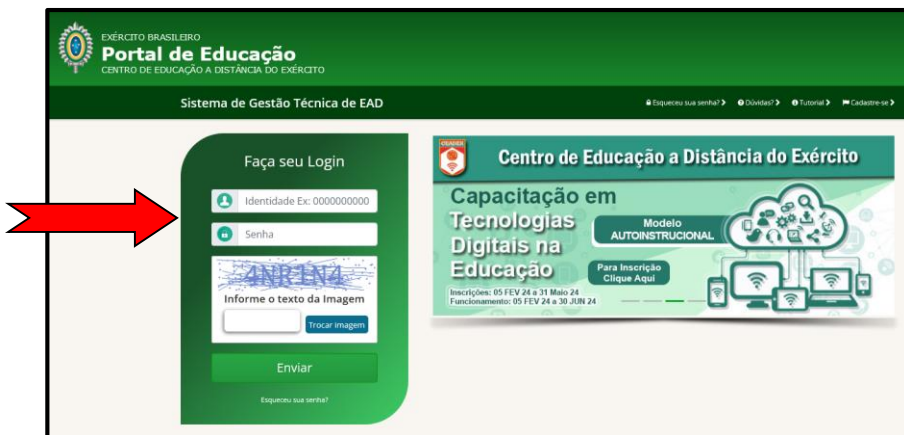 EXÉRCITO BRASILEIRO
Portal de Educação
CENTRO DE EDUCAÇÃO A DISTÂNCIA DO EXÉRCITO
Sistema de Gestão Técnica de EAD
Esqueceu sua senha? Dúvidas? Tutorial Cadastre-se
Faça seu Login
Identidade Ex: 0000000000
Senha
4NR1N4
Informe o texto da Imagem
Trocar imagem
Enviar
Esqueceu sua senha?
CEADEX
Centro de Educação a Distância do Exército
Capacitação em
Tecnologias
Digitais na
Educação
Modelo
AUTOINSTRUCIONAL
Para Inscrição
Clique Aqui
Inscrições: 05 FEV 24 a 31 Maio 24
Funcionamento: 05 FEV 24 a 30 JUN 24